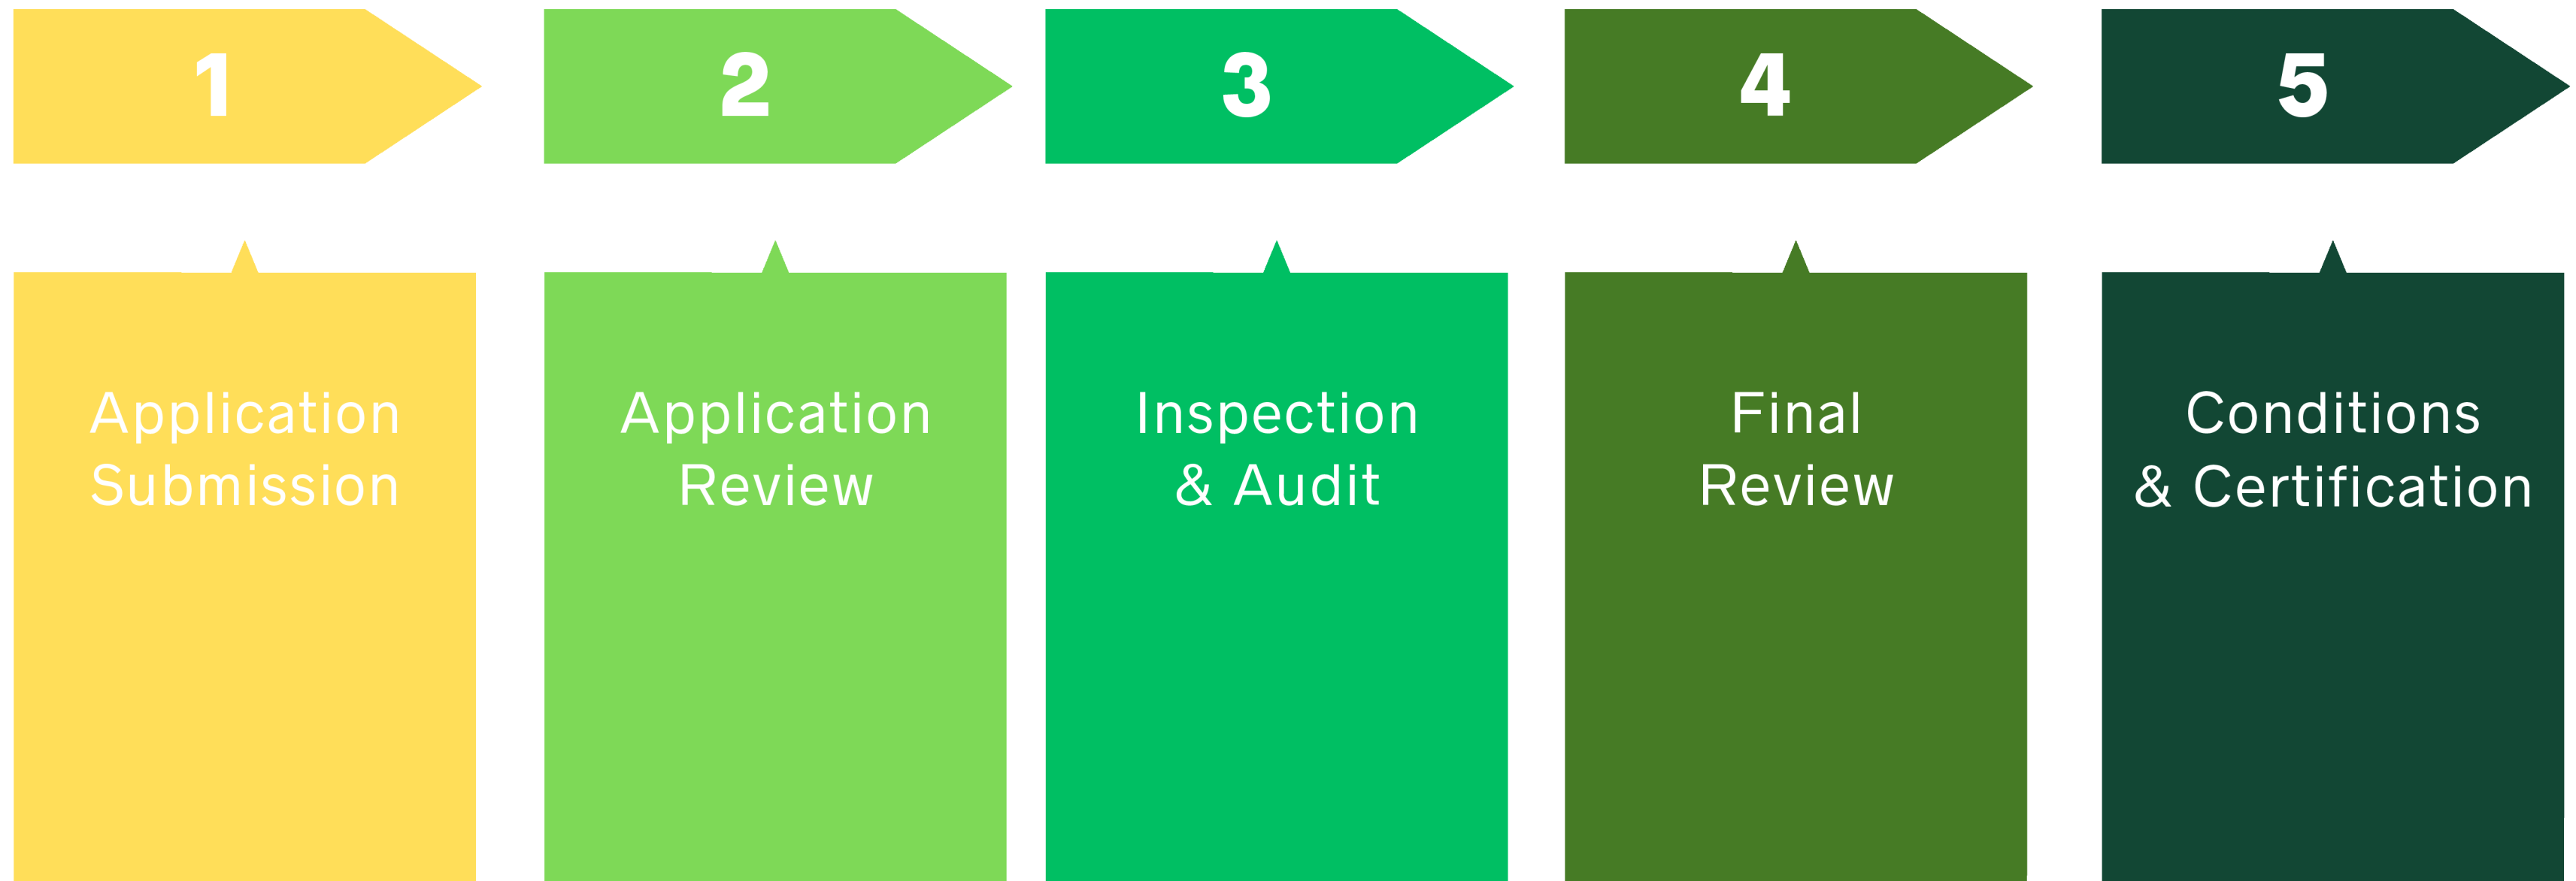 1
2
3
4
5
Application
Submission
Application
Review
Inspection
& Audit
Final
Review
Conditions
& Certification